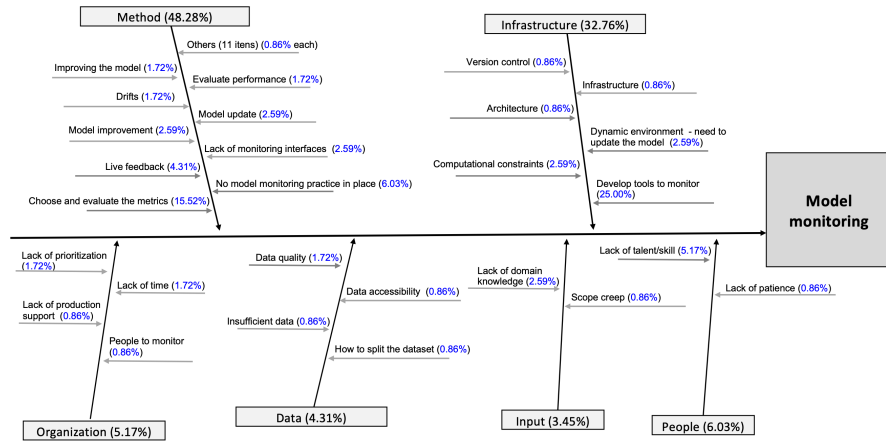 Method (48.28%)
Others (11 itens) (0.86% each)
Improving the model (1.72%)
Evaluate performance (1.72%)
Drifts (1.72%)
Model update (2.59%)
Model improvement (2.59%)
Lack of monitoring interfaces (2.59%)
Live feedback (4.31%)
No model monitoring practice in place (6.03%)
Choose and evaluate the metrics (15.52%)
Infrastructure (32.76%)
Version control (0.86%)
Infrastructure (0.86%)
Architecture (0.86%)
Dynamic environment - need to
update the model (2.59%)
Computational constraints (2.59%)
Develop tools to monitor
(25.00%)
Model
monitoring
Lack of prioritization
(1.72%)
Lack of time (1.72%)
Lack of production
support (0.86%)
People to monitor
(0.86%)
Organization (5.17%)
Data quality (1.72%)
Data accessibility (0.86%)
Insufficient data (0.86%)
How to split the dataset (0.86%)
Data (4.31%)
Lack of domain
knowledge (2.59%)
Scope creep (0.86%)
Input (3.45%)
Lack of talent/skill (5.17%)
Lack of patience (0.86%)
People (6.03%)